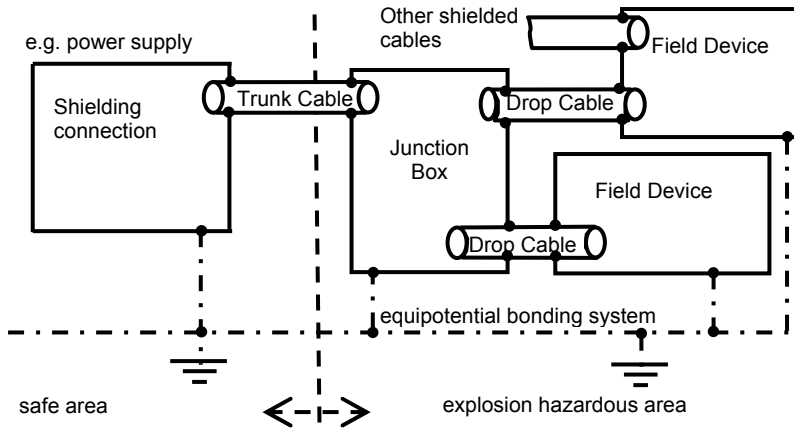 Other shielded
cables
e.g. power supply
Field Device
Shielding
connection
Trunk Cable
Drop Cable
Junction
Box
Field Device
Drop Cable
equipotential bonding system
safe area
explosion hazardous area